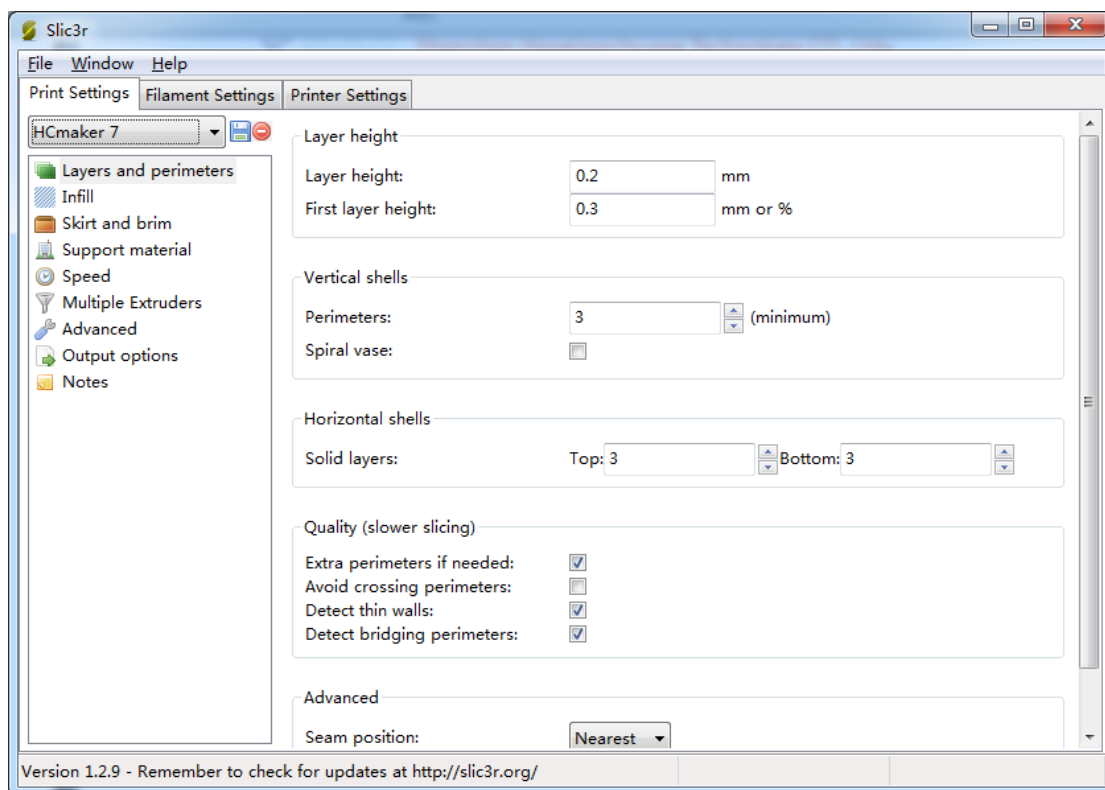 Slic3r
File Window Help
Print Settings Filament Settings Printer Settings
HCmaker 7
Layers and perimeters
Infill
Skirt and brim
Support material
Speed
Multiple Extruders
Advanced
Output options
Notes
Layer height
Layer height: 0.2 mm
First layer height: 0.3 mm or %
Vertical shells
Perimeters: 3 (minimum)
Spiral vase:
Horizontal shells
Solid layers: Top: 3 Bottom: 3
Quality (slower slicing)
Extra perimeters if needed:
Avoid crossing perimeters:
Detect thin walls:
Detect bridging perimeters:
Advanced
Seam position: Nearest
Version 1.2.9 - Remember to check for updates at http://slic3r.org/